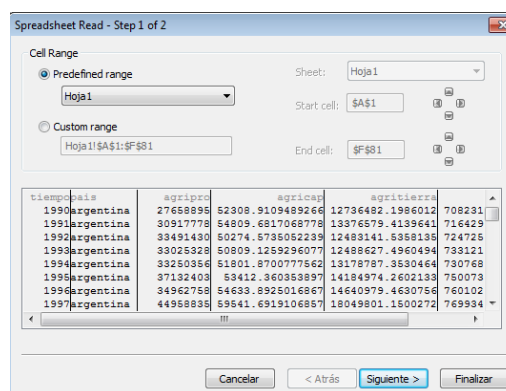 Spreadsheet Read - Step 1 of 2
Cell Range
Predefined range
Hoja1
Custom range
Hoja1!$A$1:$F$81
Sheet: Hoja1
Start cell: $A$1
End cell: $F$81
tiempo pais agripro agricap agritierra
1990 argentina 27658895 52308.9109489266 12736482.1986012 708231
1991 argentina 30917778 54809.6817068778 13376579.4139641 716429
1992 argentina 33491430 50274.5735052239 12483141.5358135 724725
1993 argentina 33025328 50809.1259296077 12488627.4960494 733121
1994 argentina 33250356 51801.8700777562 13178787.3530464 730768
1995 argentina 37132403 53412.360353897 14184974.2602133 750073
1996 argentina 34962758 54633.8925016867 14640979.4630756 760102
1997 argentina 44958835 59541.6919106857 18049801.1500272 769934
Cancelar
< Atrás
Siguiente >
Finalizar